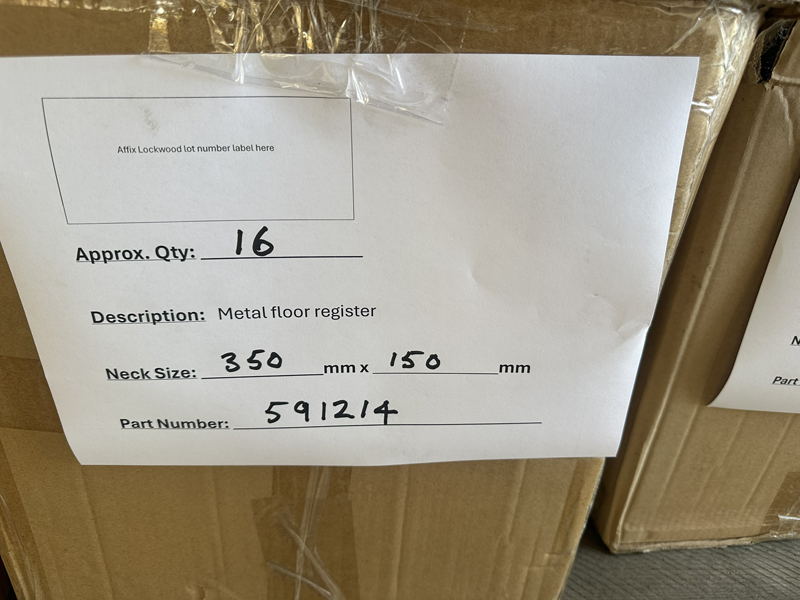 Affix Lockwood lot number label here
Approx. Qty: 16
Description: Metal floor register
Neck Size: 350 mm x 150 mm
Part Number: 591214
Part